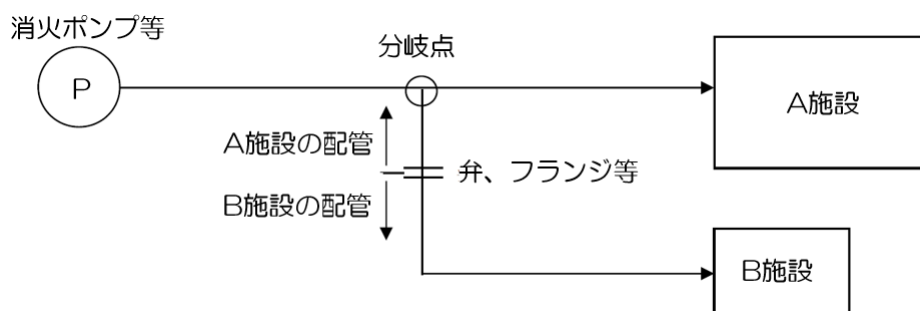 消火ポンプ等
P
分岐点
A施設
A施設の配管
弁、フランジ等
B施設の配管
B施設